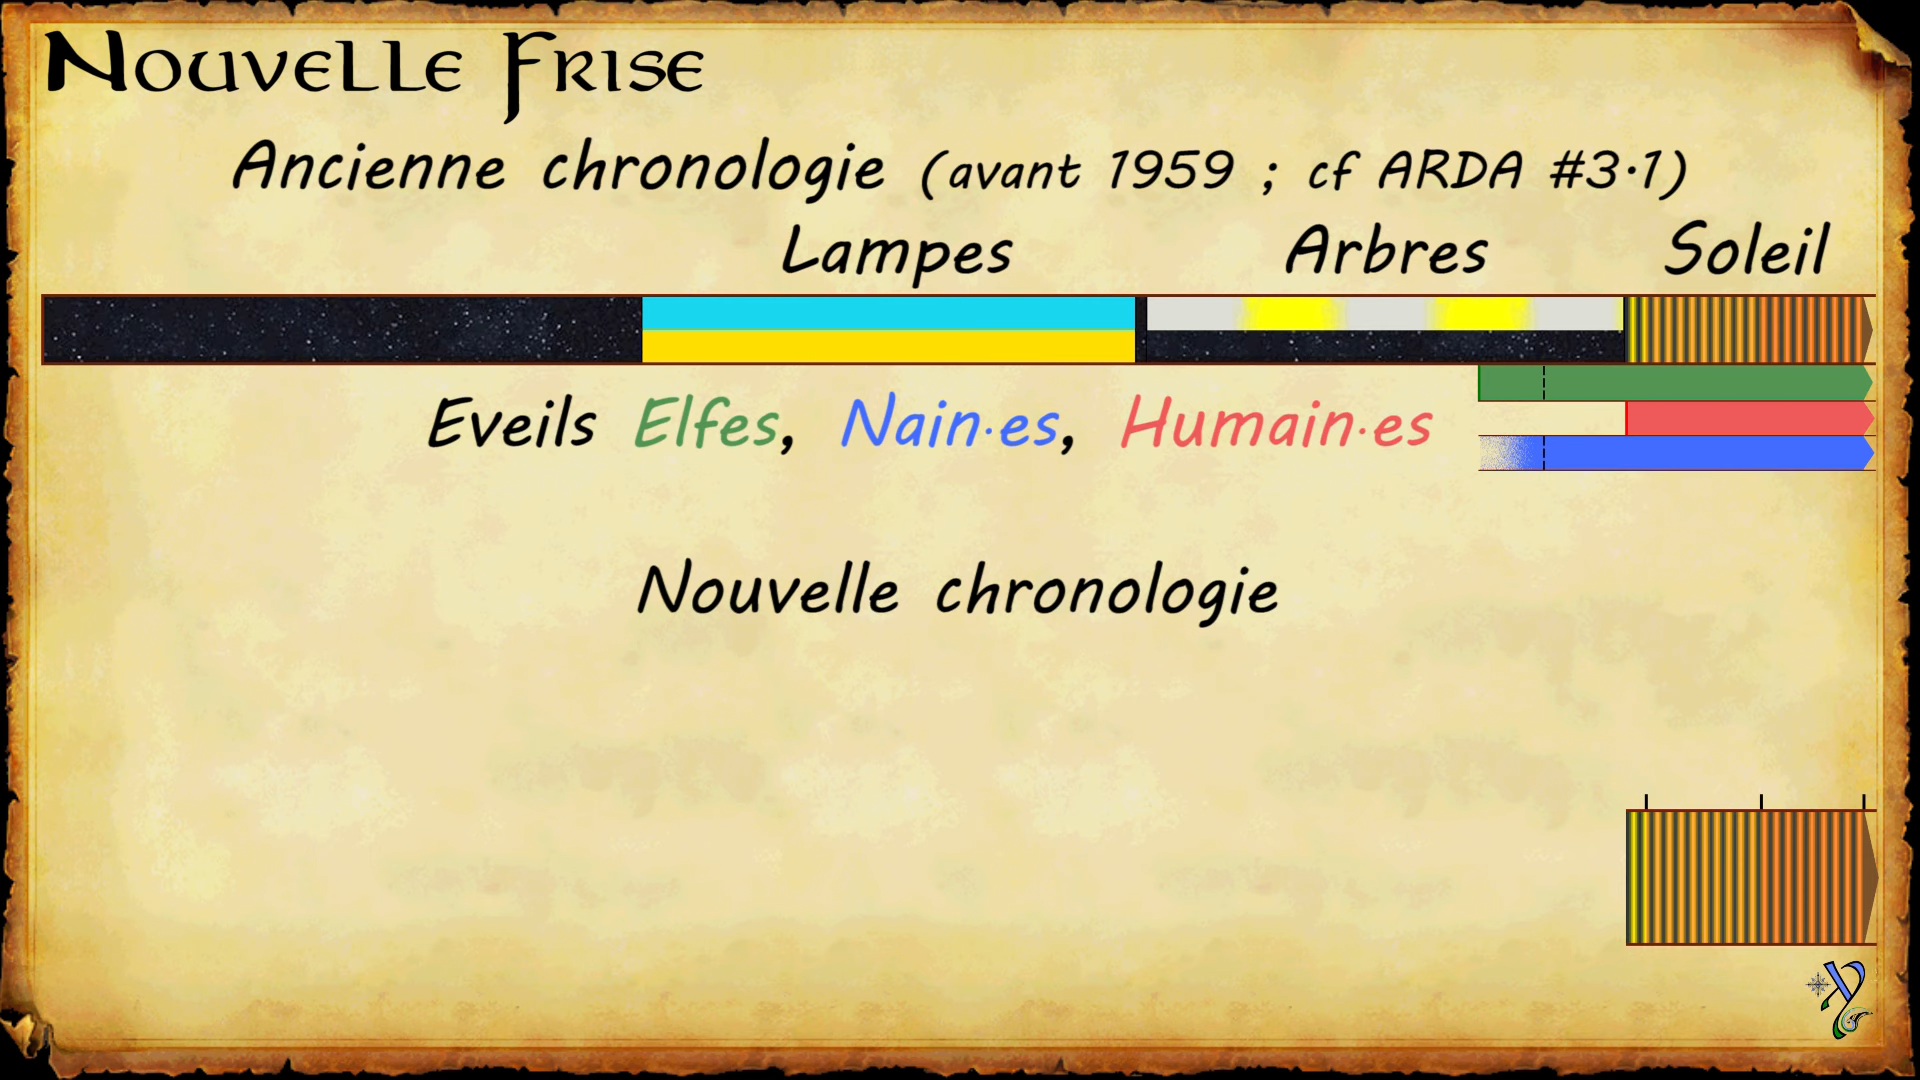 Nouvelle Frise
Ancienne chronologie (avant 1959 ; cf ARDA #3·1)
Lampes Arbres Soleil
Eveils Elfes, Nain·es, Humain·es
Nouvelle chronologie